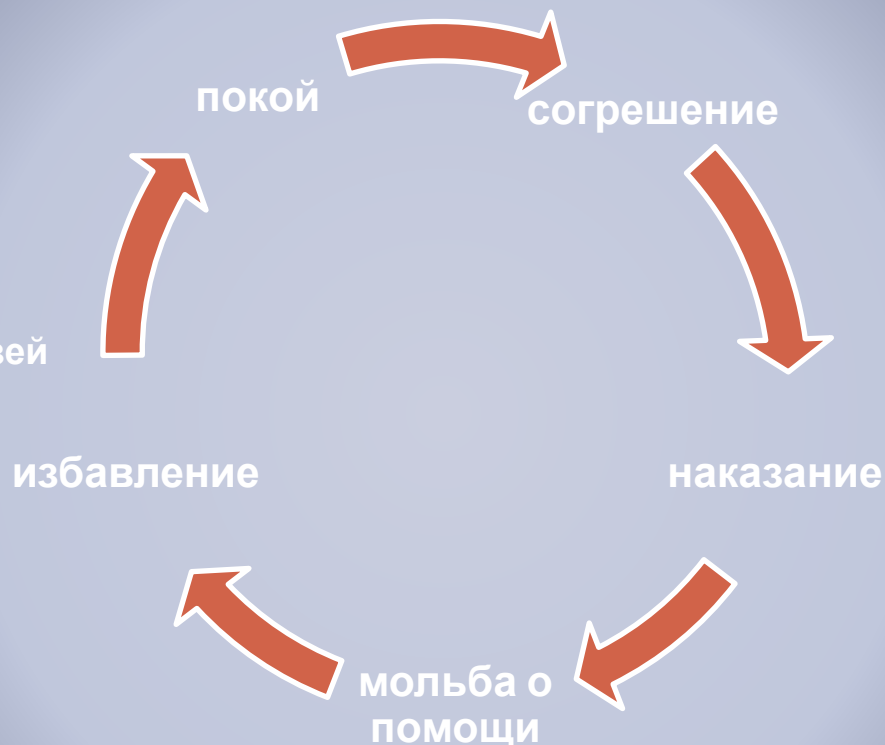 покой
согрешение
наказание
мольба о
помощи
избавление